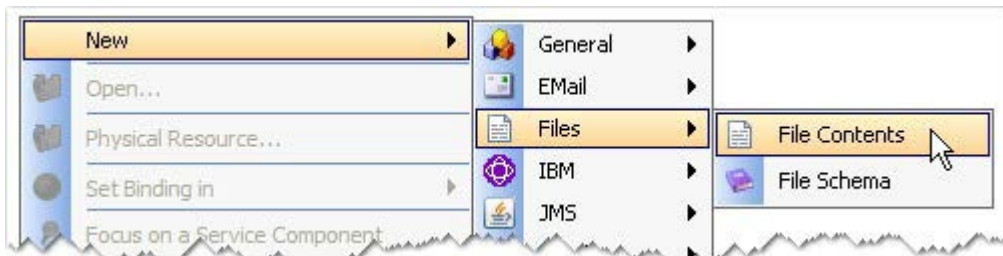 New
Open...
Physical Resource...
Set Binding in
Focus on a Service Component
General
EMail
Files
IBM
JMS
File Contents
File Schema